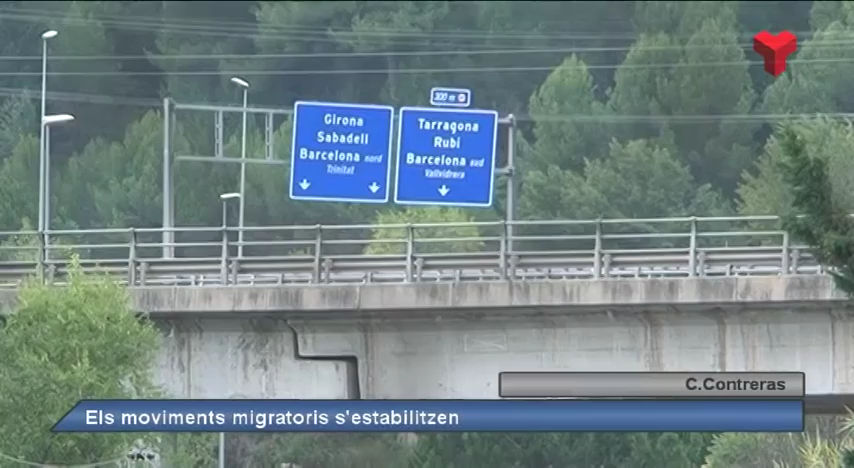 300 m
Girona
Sabadell
Barcelona nord
Trinitat
Tarragona
Rubí
Barcelona sud
Vallvidrera
C.Contreras
Els moviments migratoris s'estabilitzen